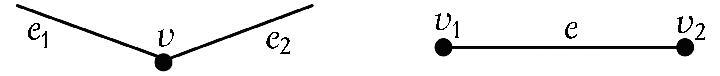 e₁ v e₂ v₁ e v₂